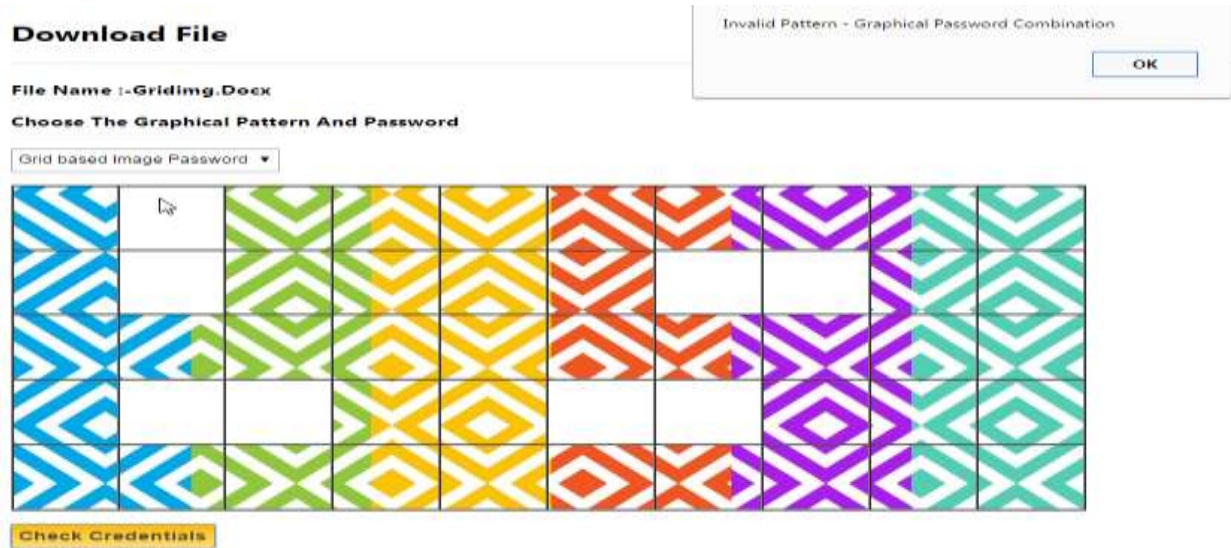 Download File
Invalid Pattern - Graphical Password Combination
OK
File Name :-Gridimg.Docx
Choose The Graphical Pattern And Password
Grid based Image Password
Check Credentials